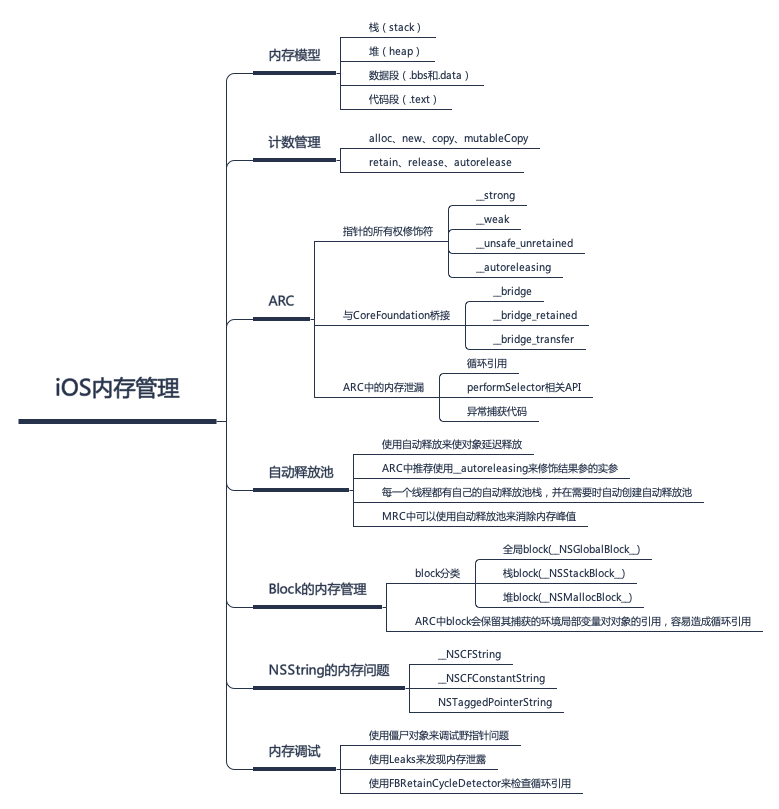 iOS内存管理
内存模型
栈（stack）
堆（heap）
数据段（.bbs和.data）
代码段（.text）
计数管理
alloc、new、copy、mutableCopy
retain、release、autorelease
ARC
指针的所有权修饰符
__strong
__weak
__unsafe_unretained
__autoreleasing
与CoreFoundation桥接
__bridge
__bridge_retained
__bridge_transfer
ARC中的内存泄漏
循环引用
performSelector相关API
异常捕获代码
自动释放池
使用自动释放来使对象延迟释放
ARC中推荐使用__autoreleasing来修饰结果参的实参
每一个线程都有自己的自动释放池栈，并在需要时自动创建自动释放池
MRC中可以使用自动释放池来消除内存峰值
Block的内存管理
block分类
全局block(__NSGlobalBlock__)
栈block(__NSStackBlock__)
堆block(__NSMallocBlock__)
ARC中block会保留其捕获的环境局部变量对对象的引用，容易造成循环引用
NSString的内存问题
__NSCFString
__NSCFConstantString
NSTaggedPointerString
内存调试
使用僵尸对象来调试野指针问题
使用Leaks来发现内存泄露
使用FBRetainCycleDetector来检查循环引用